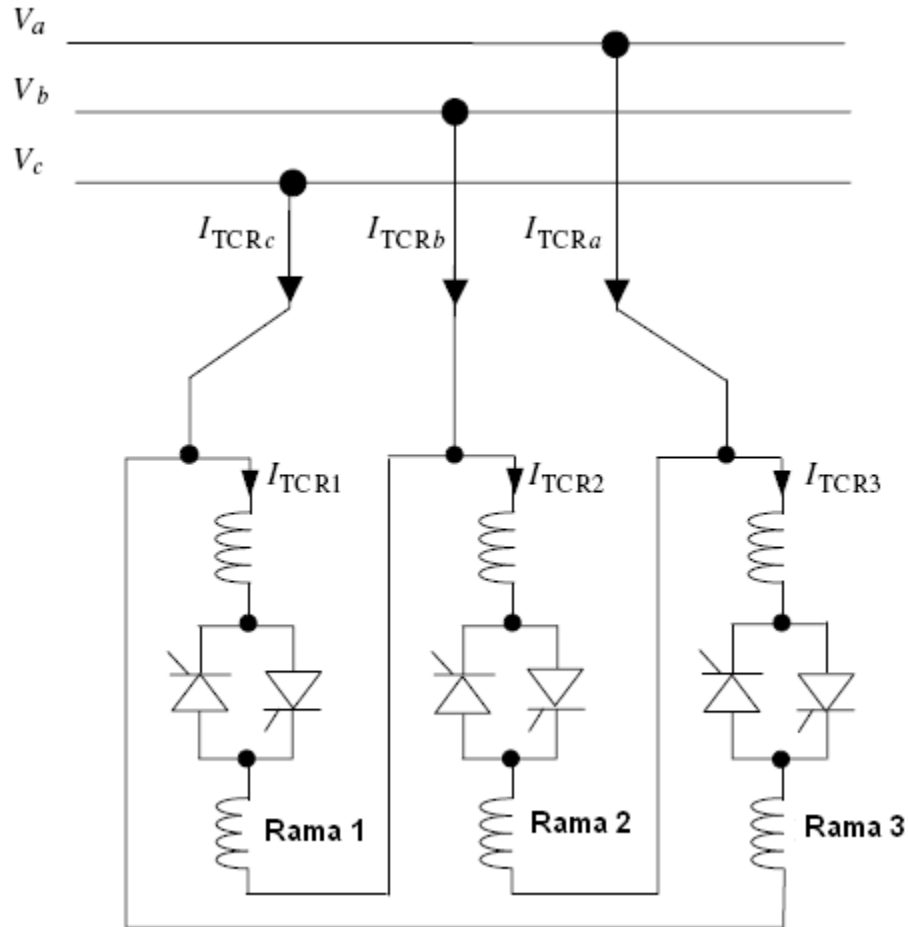 Va
Vb
Vc
ITCRc ITCRb ITCRa
ITCR1 ITCR2 ITCR3
Rama 1 Rama 2 Rama 3